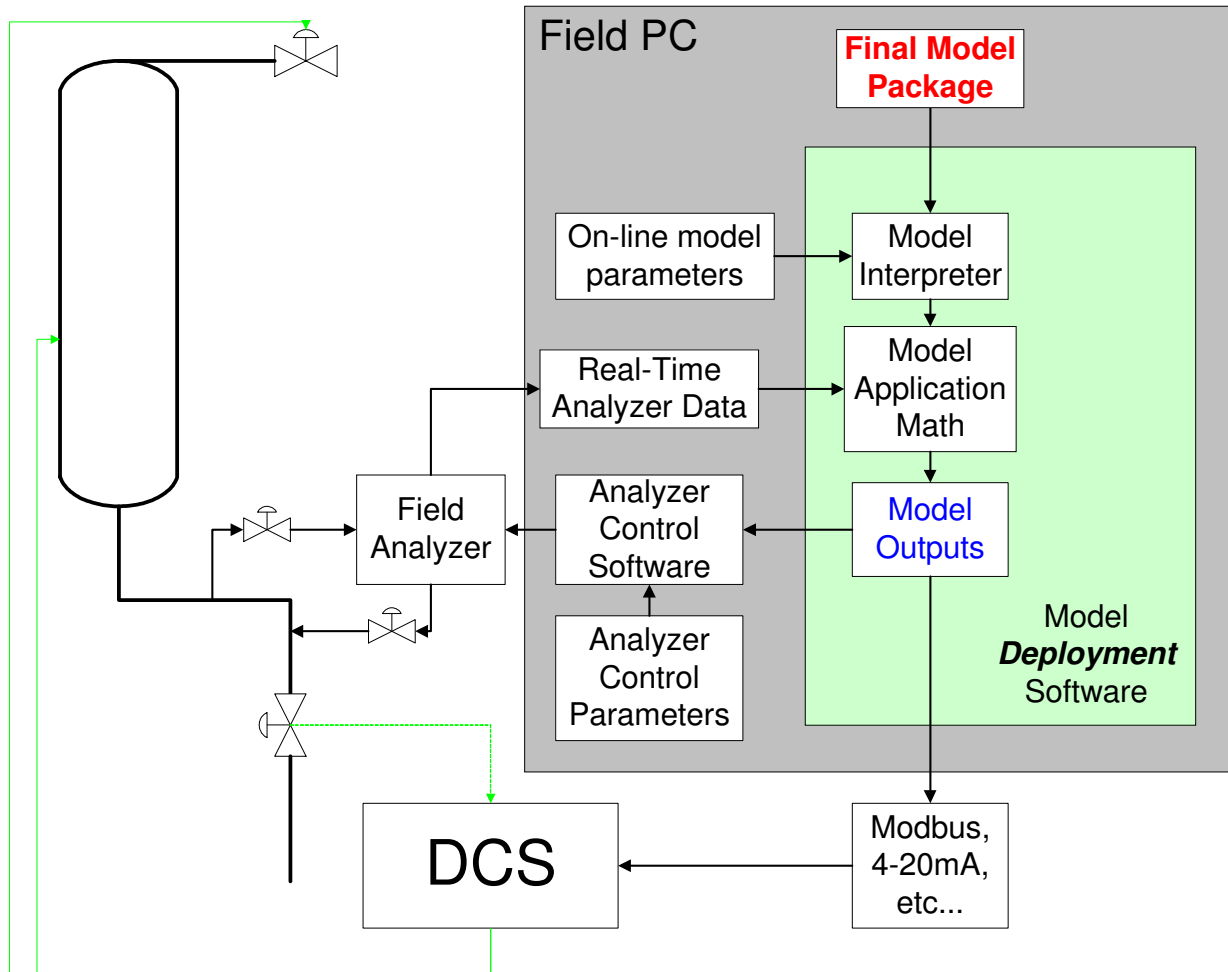 Field PC
Final Model
Package
On-line model
parameters
Model
Interpreter
Real-Time
Analyzer Data
Model
Application
Math
Field
Analyzer
Analyzer
Control
Software
Model
Outputs
Analyzer
Control
Parameters
Model
Deployment
Software
DCS
Modbus,
4-20mA,
etc...